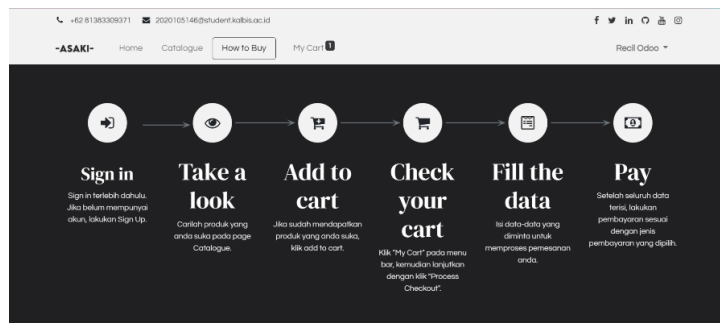 +62 81383309371 2020105146@student.kalbis.ac.id
-ASAKI- Home Catalogue How to Buy My Cart 1 Recil Odoo
Sign in
Sign in terlebih dahulu.
Jika belum mempunyai
akun, lakukan Sign Up.
Take a
look
Carilah produk yang
anda suka pada page
Catalogue.
Add to
cart
Jika sudah mendapatkan
produk yang anda suka,
klik add to cart.
Check
your
cart
Klik "My Cart" pada menu
bar, kemudian lanjutkan
dengan klik "Process
Checkout".
Fill the
data
Isi data-data yang
diminta untuk
memproses pemesanan
anda.
Pay
Setelah seluruh data
terisi, lakukan
pembayaran sesuai
dengan jenis
pembayaran yang dipilih.